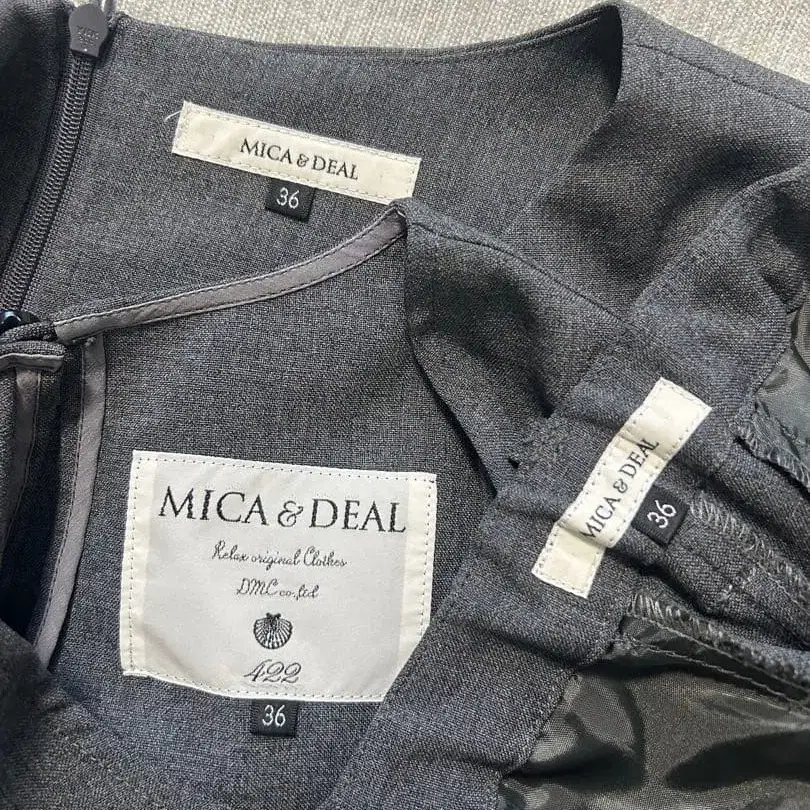 MICA & DEAL
36
MICA & DEAL
36
MICA & DEAL
Relax original Clothes
DMC co.,ltd
422
36